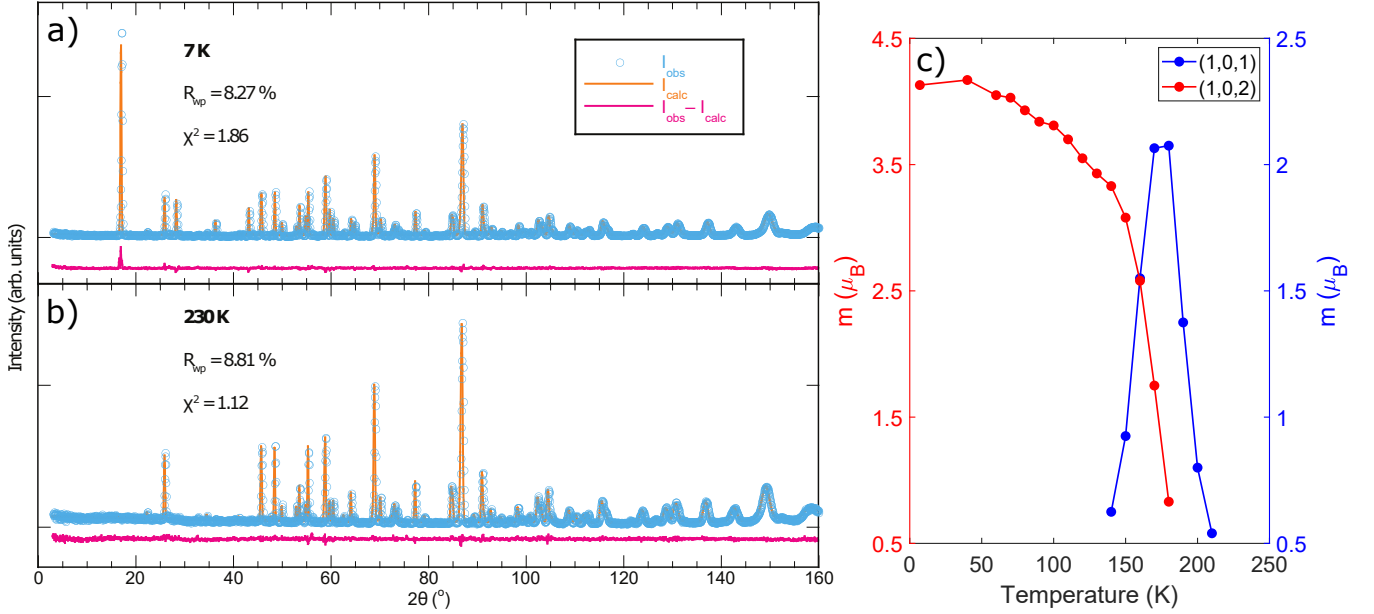 a)
7 K
R_wp = 8.27 %
χ² = 1.86
I_obs
I_calc
I_obs – I_calc
b)
230 K
R_wp = 8.81 %
χ² = 1.12
Intensity (arb. units)
0 20 40 60 80 100 120 140 160
2θ (°)
c)
(1,0,1)
(1,0,2)
4.5
3.5
2.5
1.5
0.5
m (μ_B)
2.5
2
1.5
1
0.5
m (μ_B)
0 50 100 150 200 250
Temperature (K)